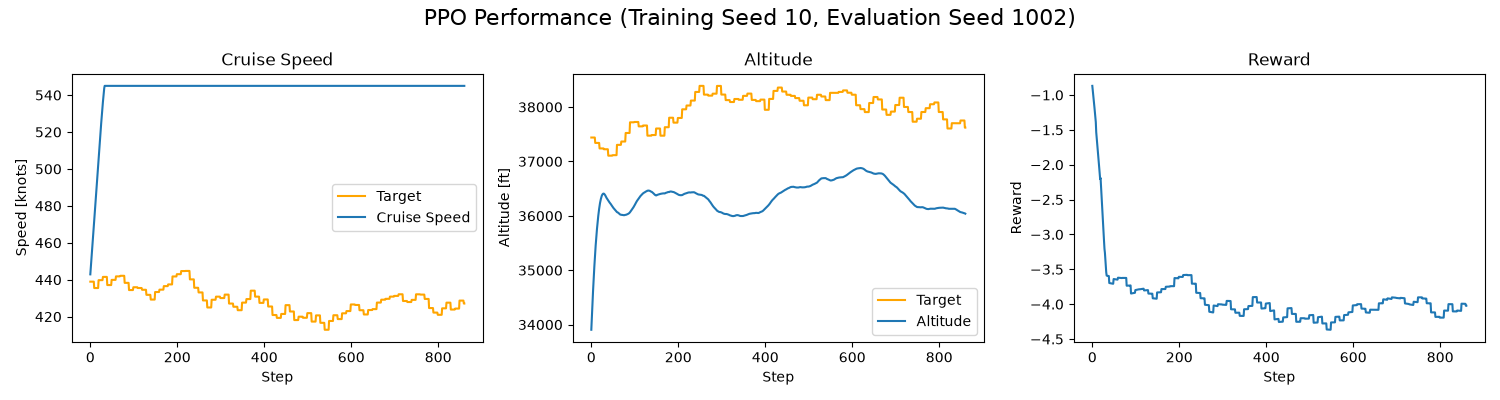 PPO Performance (Training Seed 10, Evaluation Seed 1002)
Cruise Speed
Speed [knots]
540
520
500
480
460
440
420
0
200
400
600
800
Step
Target
Cruise Speed
Altitude
Altitude [ft]
38000
37000
36000
35000
34000
0
200
400
600
800
Step
Target
Altitude
Reward
Reward
−1.0
−1.5
−2.0
−2.5
−3.0
−3.5
−4.0
−4.5
0
200
400
600
800
Step